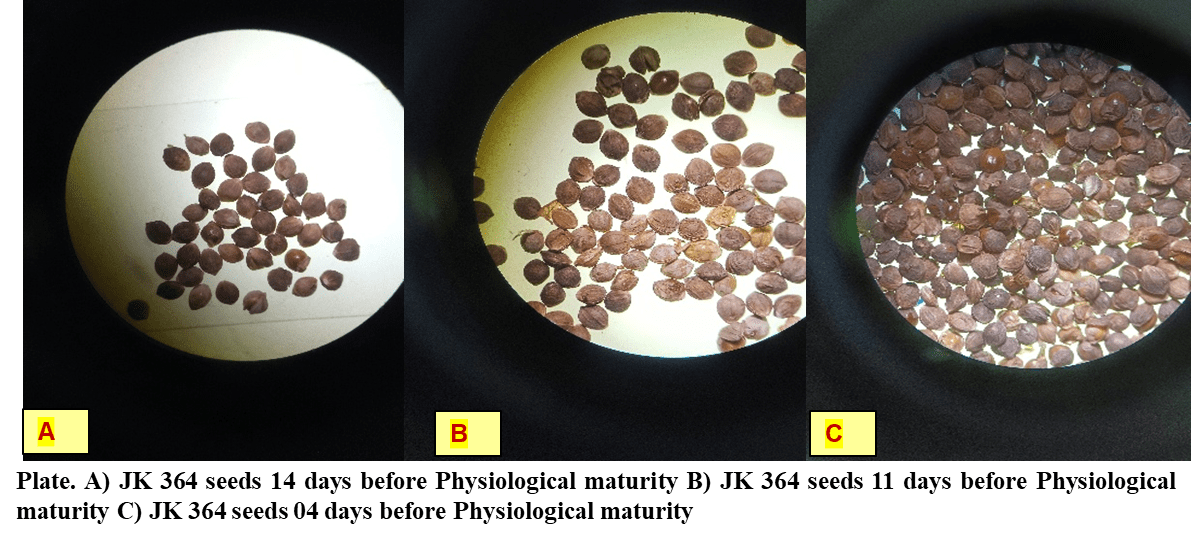 A
B
C
Plate. A) JK 364 seeds 14 days before Physiological maturity B) JK 364 seeds 11 days before Physiological
maturity C) JK 364 seeds 04 days before Physiological maturity